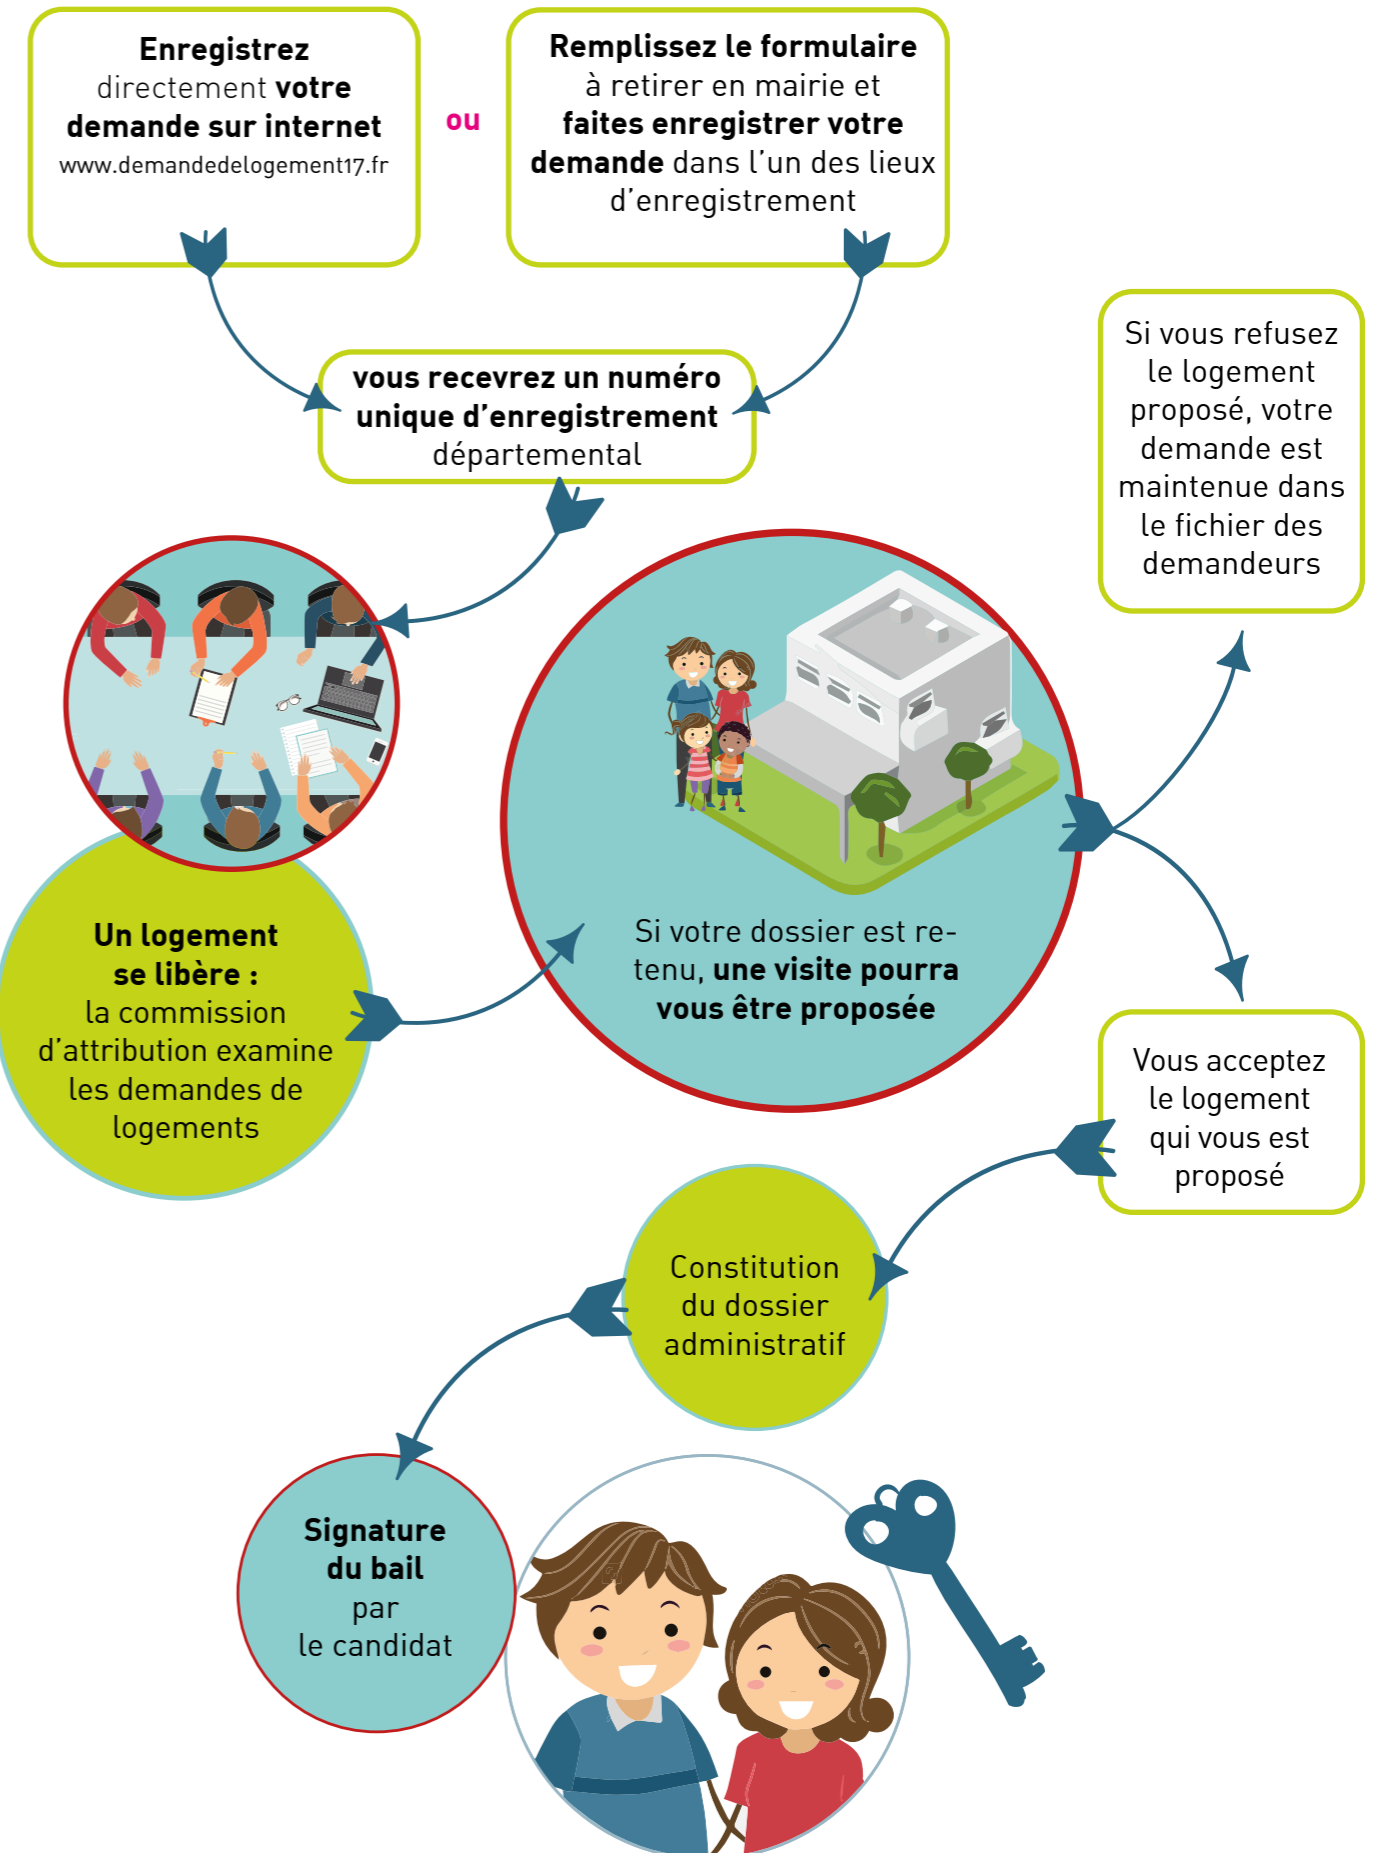 Enregistrez
directement votre
demande sur internet
www.demandedelogement17.fr
ou
Remplissez le formulaire
à retirer en mairie et
faites enregistrer votre
demande dans l'un des lieux
d'enregistrement
vous recevrez un numéro
unique d'enregistrement
départemental
Un logement
se libère :
la commission
d'attribution examine
les demandes de
logements
Si votre dossier est re-
tenu, une visite pourra
vous être proposée
Si vous refusez
le logement
proposé, votre
demande est
maintenue dans
le fichier des
demandeurs
Vous acceptez
le logement
qui vous est
proposé
Constitution
du dossier
administratif
Signature
du bail
par
le candidat